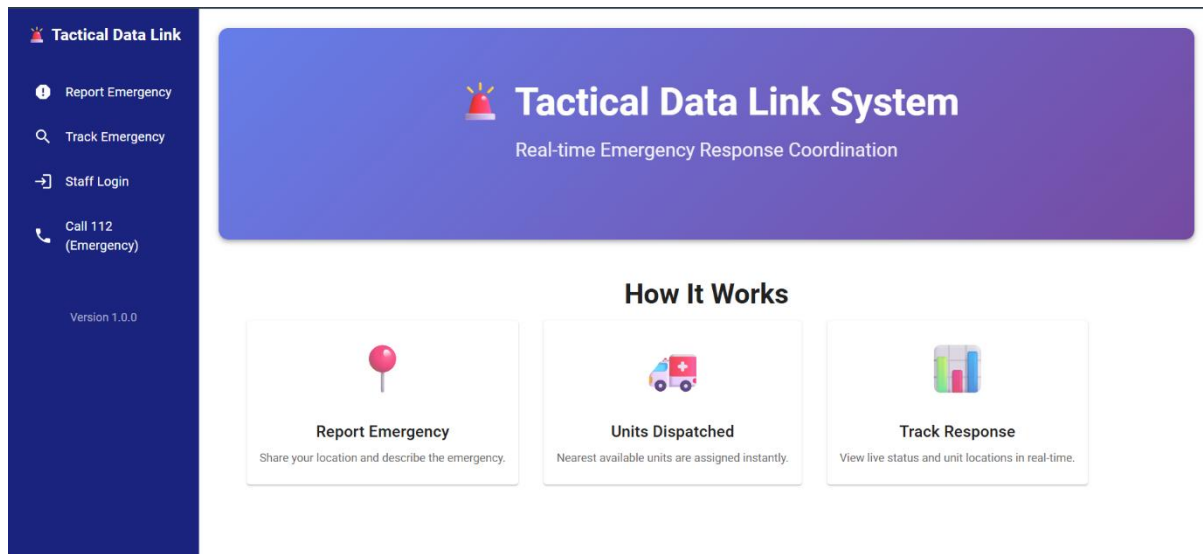 Tactical Data Link
Report Emergency
Track Emergency
Staff Login
Call 112
(Emergency)
Version 1.0.0
Tactical Data Link System
Real-time Emergency Response Coordination
How It Works
Report Emergency
Share your location and describe the emergency.
Units Dispatched
Nearest available units are assigned instantly.
Track Response
View live status and unit locations in real-time.